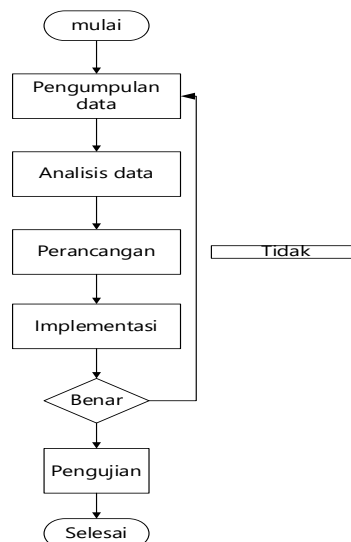 mulai
Pengumpulan
data
Analisis data
Perancangan
Tidak
Implementasi
Benar
Pengujian
Selesai